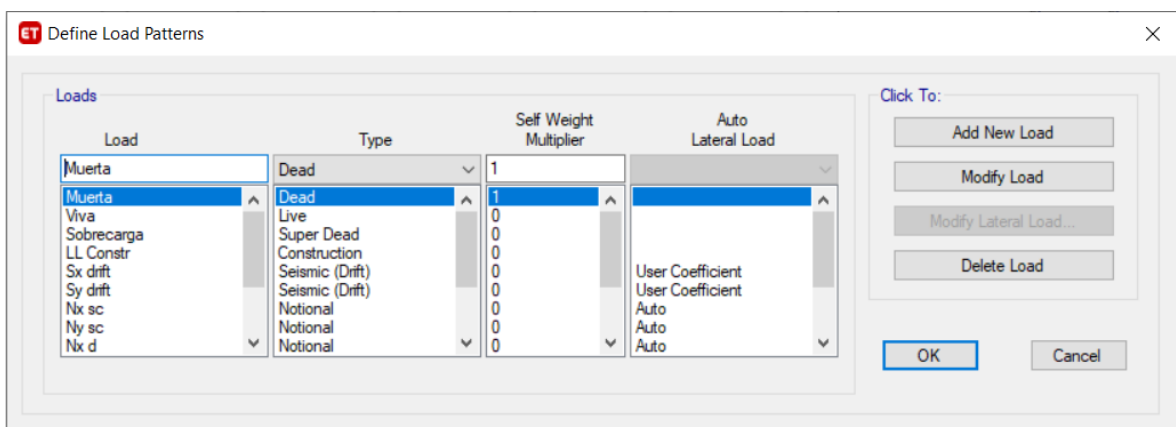 ET Define Load Patterns
Loads
Click To:
Load Type Self Weight Multiplier Auto Lateral Load
Muerta Dead 1
Muerta Dead 1
Viva Live 0
Sobrecarga Super Dead 0
LL Constr Construction 0
Sx drift Seismic (Drift) 0 User Coefficient
Sy drift Seismic (Drift) 0 User Coefficient
Nx sc Notional 0 Auto
Ny sc Notional 0 Auto
Nx d Notional 0 Auto
Add New Load
Modify Load
Modify Lateral Load...
Delete Load
OK Cancel